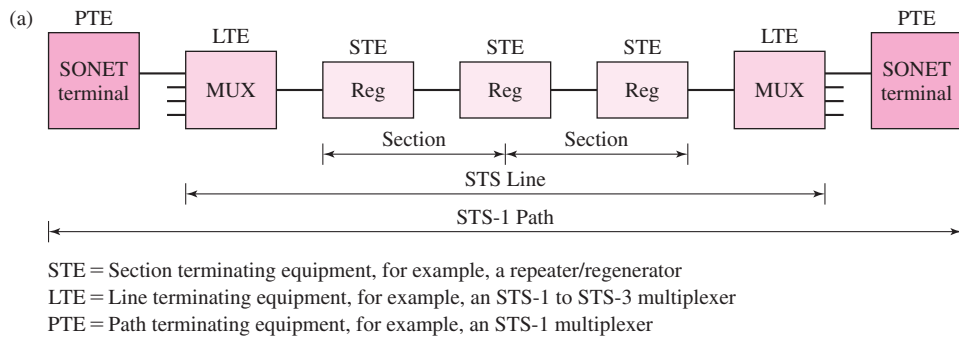 (a)
PTE
LTE
STE
STE
STE
LTE
PTE
SONET
terminal
MUX
Reg
Reg
Reg
MUX
SONET
terminal
Section
Section
STS Line
STS-1 Path
STE = Section terminating equipment, for example, a repeater/regenerator
LTE = Line terminating equipment, for example, an STS-1 to STS-3 multiplexer
PTE = Path terminating equipment, for example, an STS-1 multiplexer